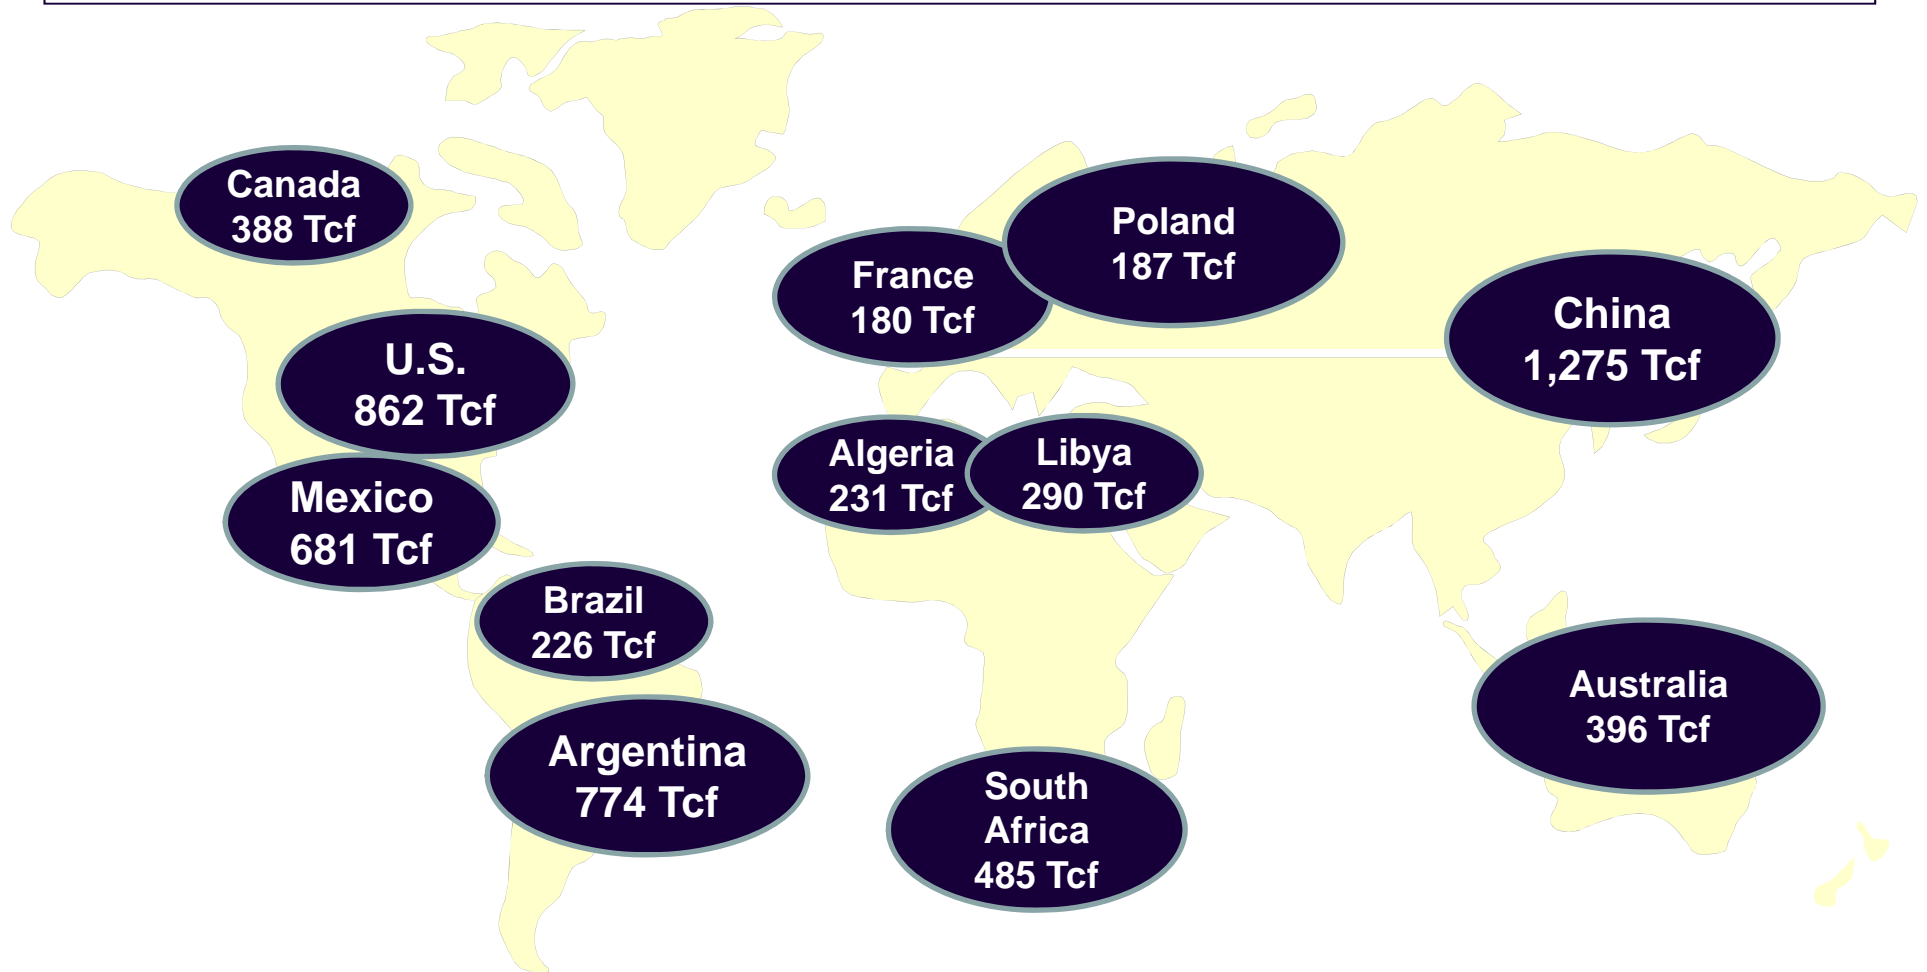 Canada
388 Tcf
Poland
187 Tcf
France
180 Tcf
China
1,275 Tcf
U.S.
862 Tcf
Algeria
231 Tcf
Libya
290 Tcf
Mexico
681 Tcf
Brazil
226 Tcf
Australia
396 Tcf
Argentina
774 Tcf
South
Africa
485 Tcf